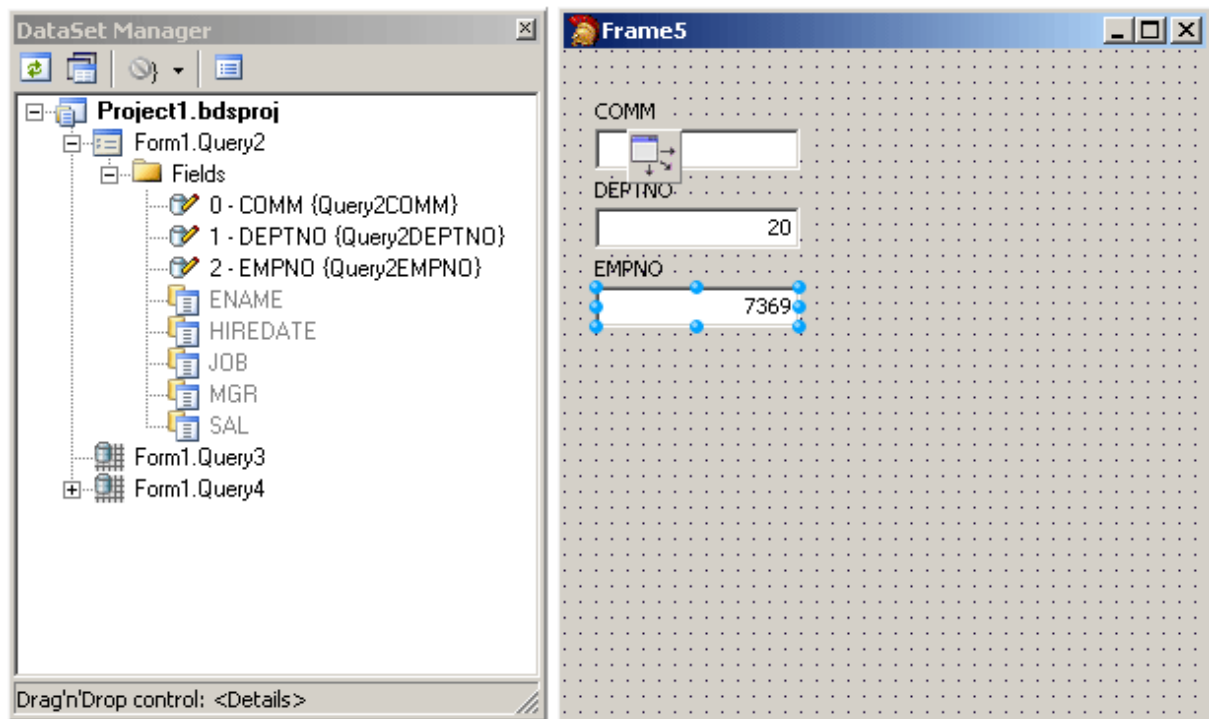 DataSet Manager
Project1.bdsproj
Form1.Query2
Fields
0 - COMM {Query2COMM}
1 - DEPTNO {Query2DEPTNO}
2 - EMPNO {Query2EMPNO}
ENAME
HIREDATE
JOB
MGR
SAL
Form1.Query3
Form1.Query4
Drag'n'Drop control: <Details>
Frame5
COMM
DEPTNO
20
EMPNO
7369